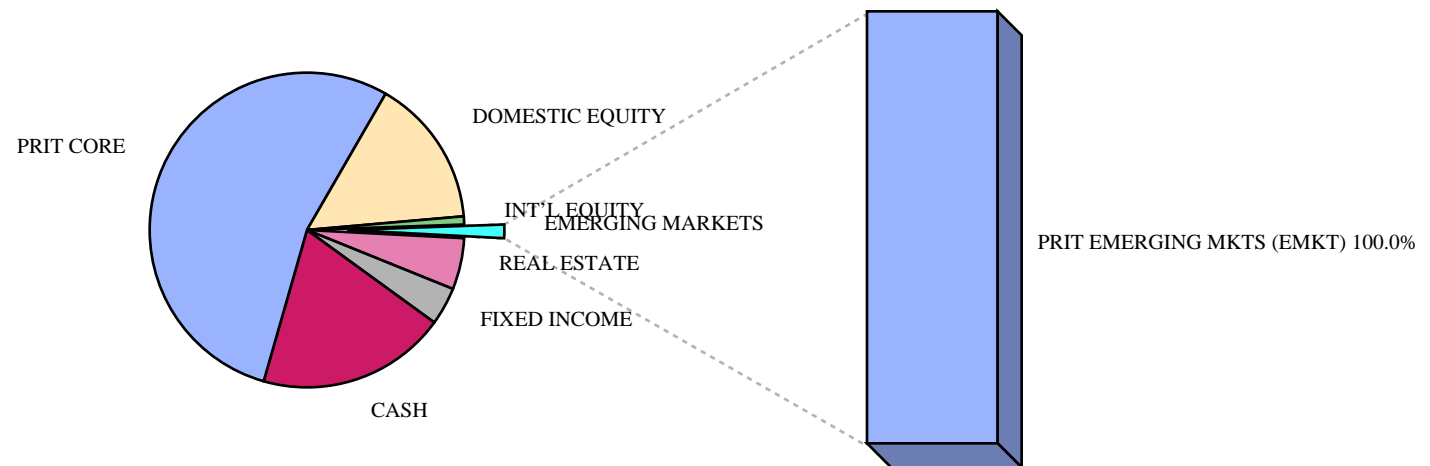 DOMESTIC EQUITY
PRIT CORE
INT'L EQUITY
EMERGING MARKETS
PRIT EMERGING MKTS (EMKT) 100.0%
REAL ESTATE
FIXED INCOME
CASH